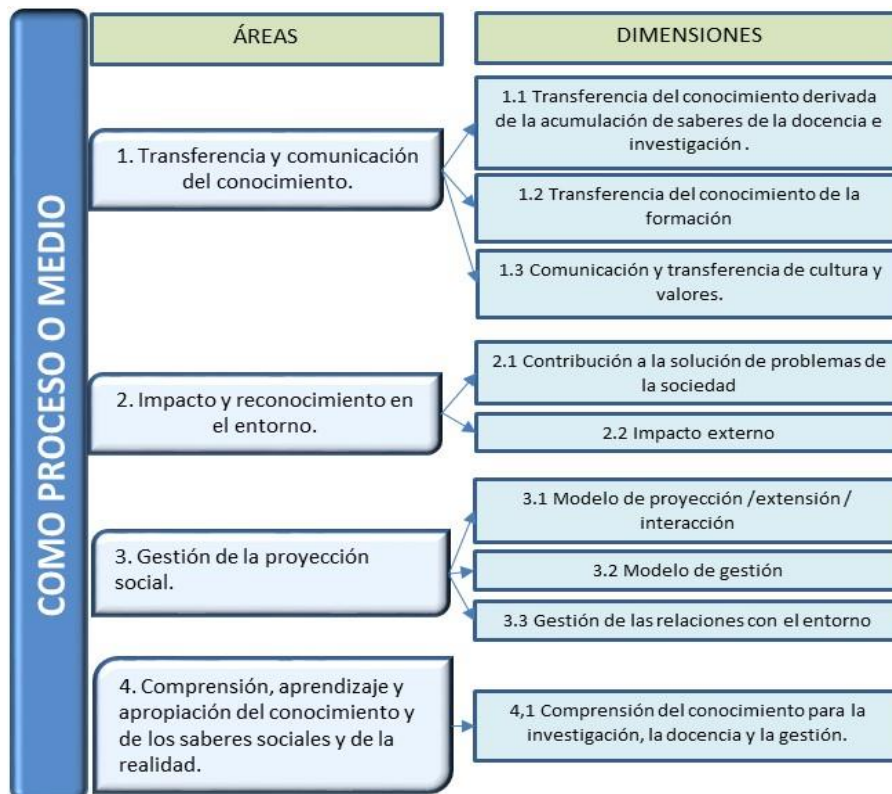 COMO PROCESO O MEDIO
ÁREAS
DIMENSIONES
1. Transferencia y comunicación
del conocimiento.
1.1 Transferencia del conocimiento derivada
de la acumulación de saberes de la docencia e
investigación .
1.2 Transferencia del conocimiento de la
formación
1.3 Comunicación y transferencia de cultura y
valores.
2. Impacto y reconocimiento en
el entorno.
2.1 Contribución a la solución de problemas de
la sociedad
2.2 Impacto externo
3. Gestión de la proyección
social.
3.1 Modelo de proyección /extensión /
interacción
3.2 Modelo de gestión
3.3 Gestión de las relaciones con el entorno
4. Comprensión, aprendizaje y
apropiación del conocimiento y
de los saberes sociales y de la
realidad.
4,1 Comprensión del conocimiento para la
investigación, la docencia y la gestión.